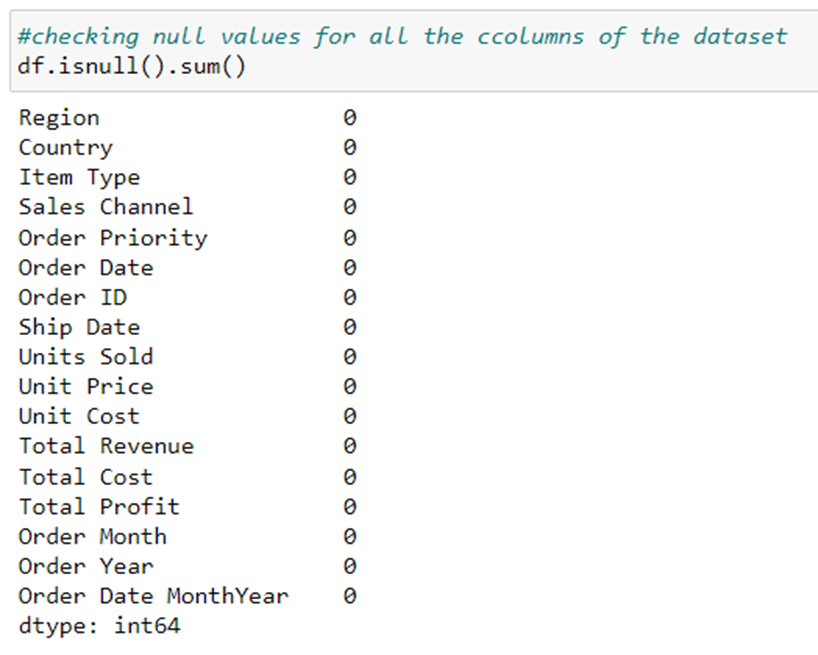 #checking null values for all the ccolumns of the dataset
df.isnull().sum()
Region 0
Country 0
Item Type 0
Sales Channel 0
Order Priority 0
Order Date 0
Order ID 0
Ship Date 0
Units Sold 0
Unit Price 0
Unit Cost 0
Total Revenue 0
Total Cost 0
Total Profit 0
Order Month 0
Order Year 0
Order Date MonthYear 0
dtype: int64